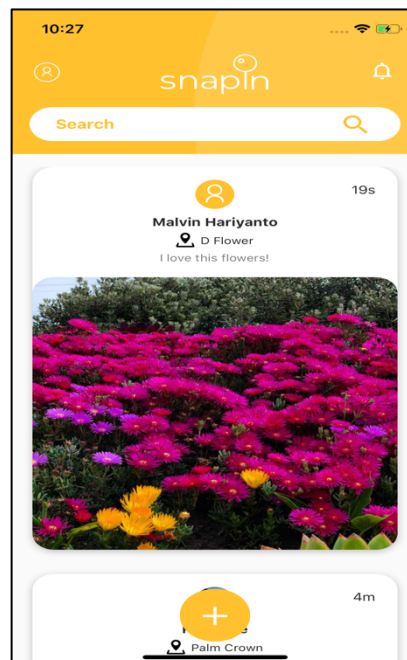 10:27
snapin
Search
19s
Malvin Hariyanto
D Flower
I love this flowers!
4m
Palm Crown